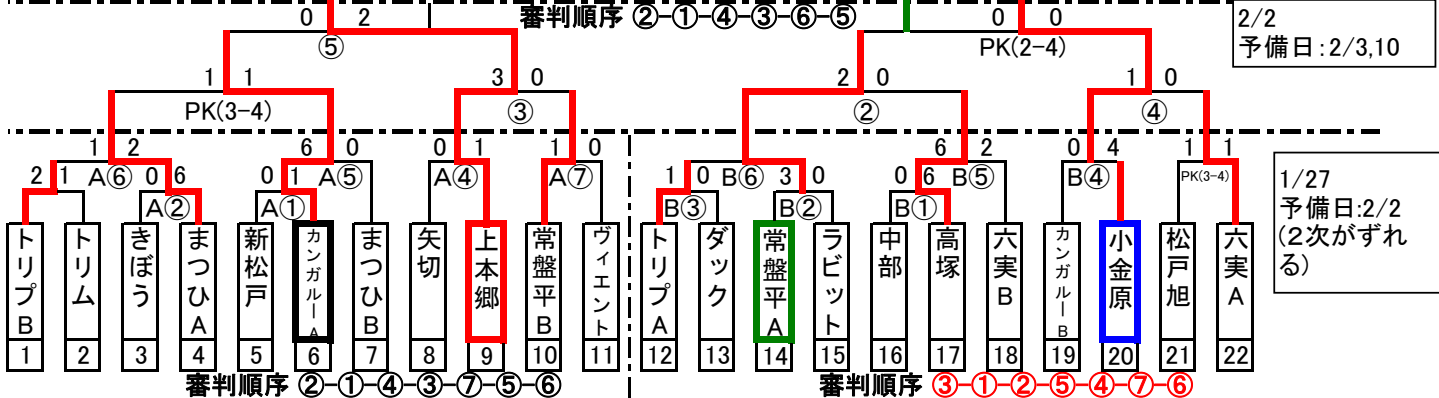 0 2 審判順序 ②-①-④-③-⑥-⑤ 0 0
⑤ PK(2-4)
2/2
予備日:2/3,10
1 1 3 0 2 0 1 0
PK(3-4) ③ ② ④
1 2 6 0 0 1 1 0 6 2 0 4 1 1
2 1 A⑥ 0 6 0 1 A⑤ A④ A⑦ 1 0 B⑥ 3 0 0 6 B⑤ B④ PK(3-4)
A② A① B③ B② B①
1/27
予備日:2/2
(2次がずれ
る)
トリプB
トリム
きぼう
まつひA
新松戸
カンガルーA
まつひB
矢切
上本郷
常盤平B
ヴィエント
トリプA
ダック
常盤平A
ラビット
中部
高塚
六実B
カンガルーB
小金原
松戸旭
六実A
1 2 3 4 5 6 7 8 9 10 11 12 13 14 15 16 17 18 19 20 21 22
審判順序 ②-①-④-③-⑦-⑤-⑥ 審判順序 ③-①-②-⑤-④-⑦-⑥